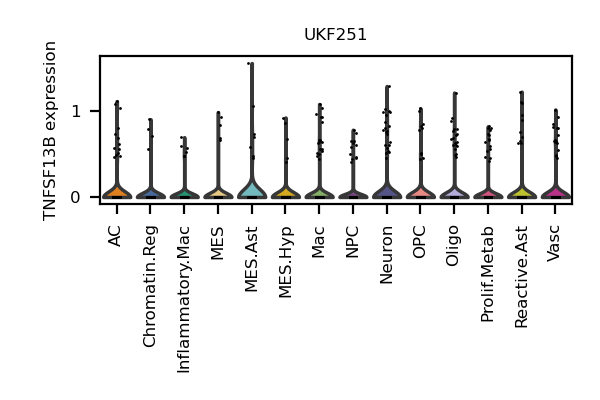 UKF251
TNFSF13B expression
1
0
AC
Chromatin.Reg
Inflammatory.Mac
MES
MES.Ast
MES.Hyp
Mac
NPC
Neuron
OPC
Oligo
Prolif.Metab
Reactive.Ast
Vasc